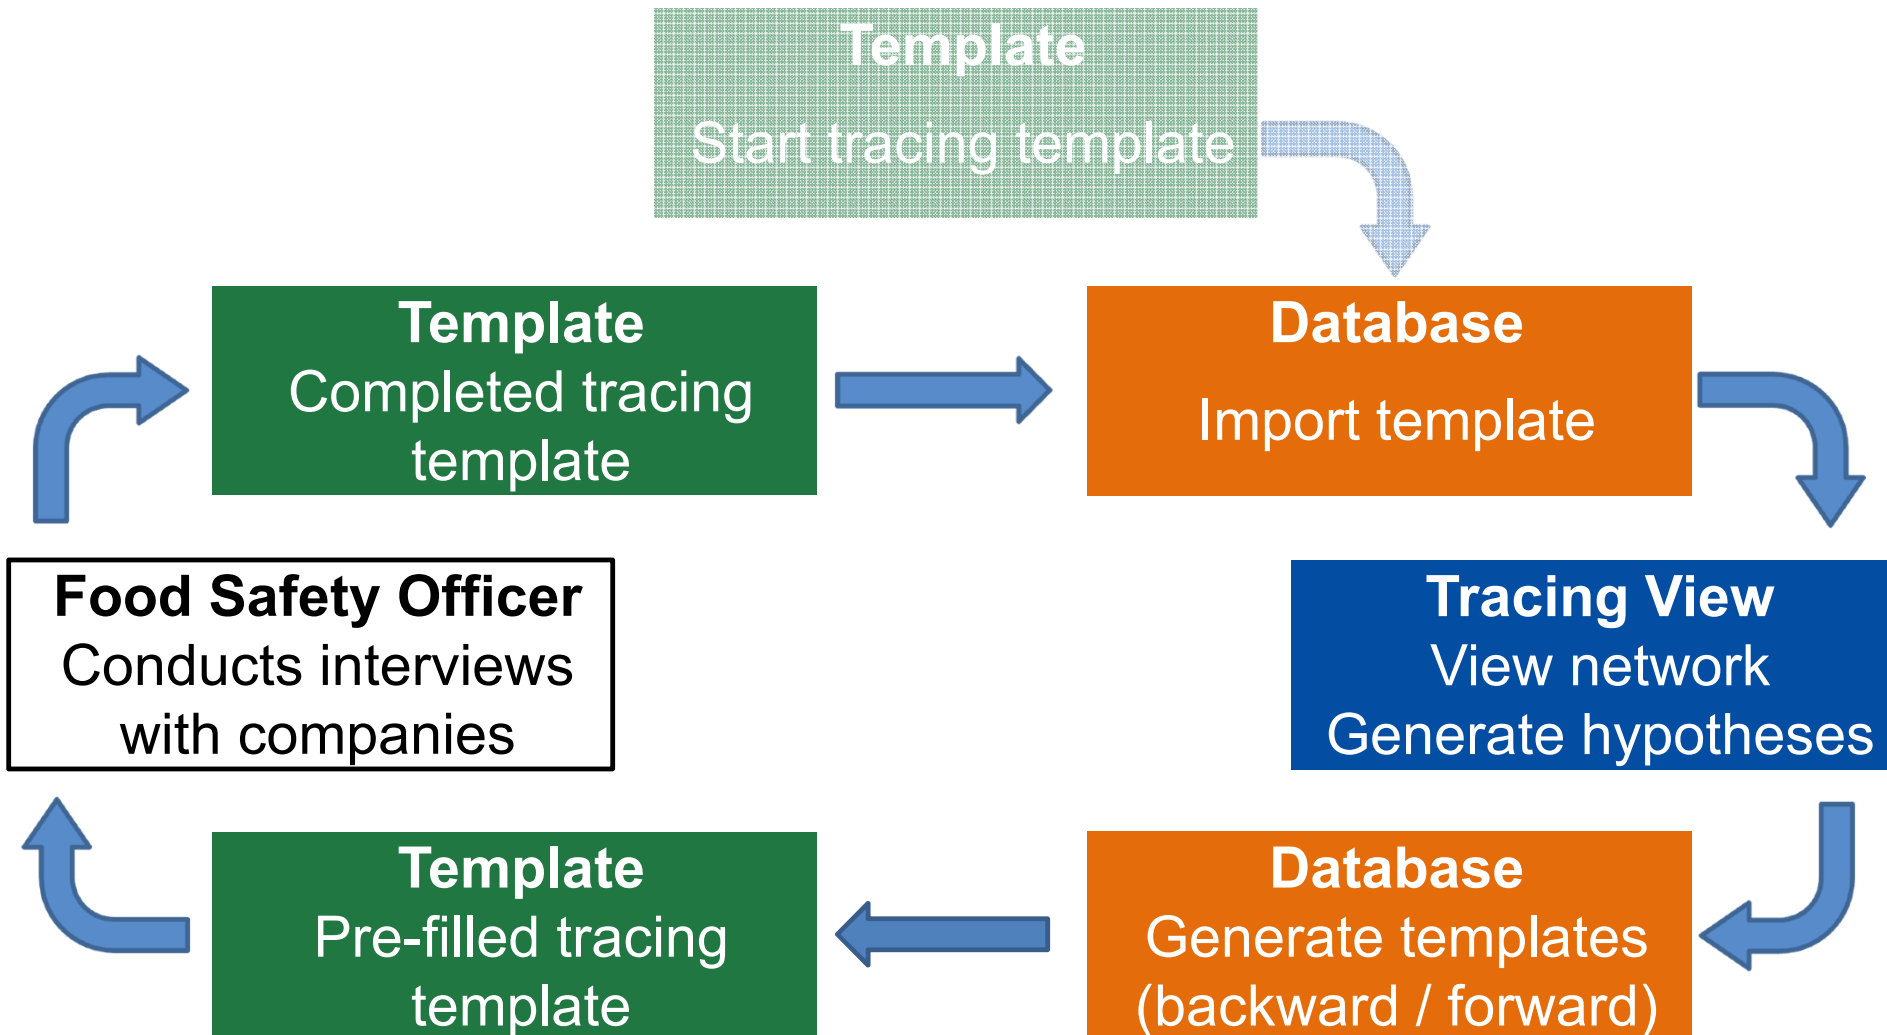 Template
Start tracing template
Template
Completed tracing
template
Database
Import template
Food Safety Officer
Conducts interviews
with companies
Tracing View
View network
Generate hypotheses
Template
Pre-filled tracing
template
Database
Generate templates
(backward / forward)